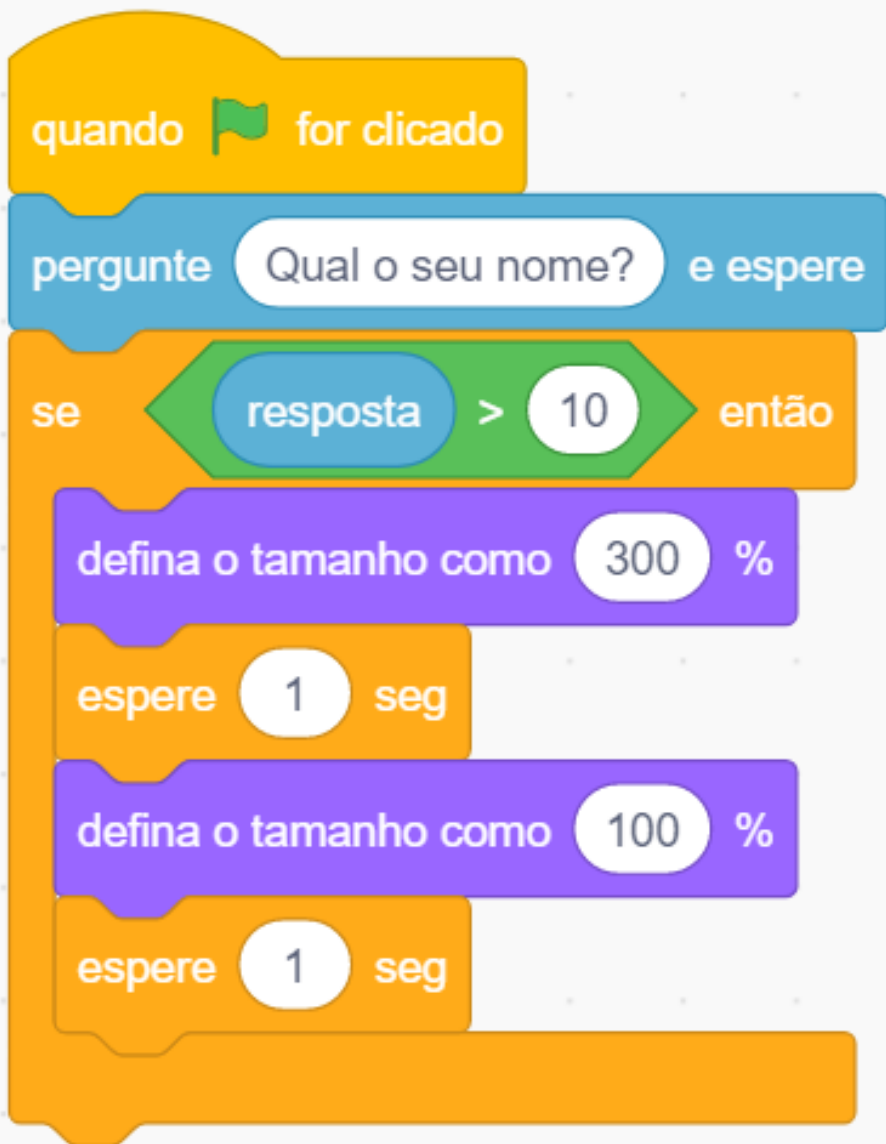 quando for clicado
pergunte Qual o seu nome? e espere
se resposta > 10 então
defina o tamanho como 300 %
espere 1 seg
defina o tamanho como 100 %
espere 1 seg